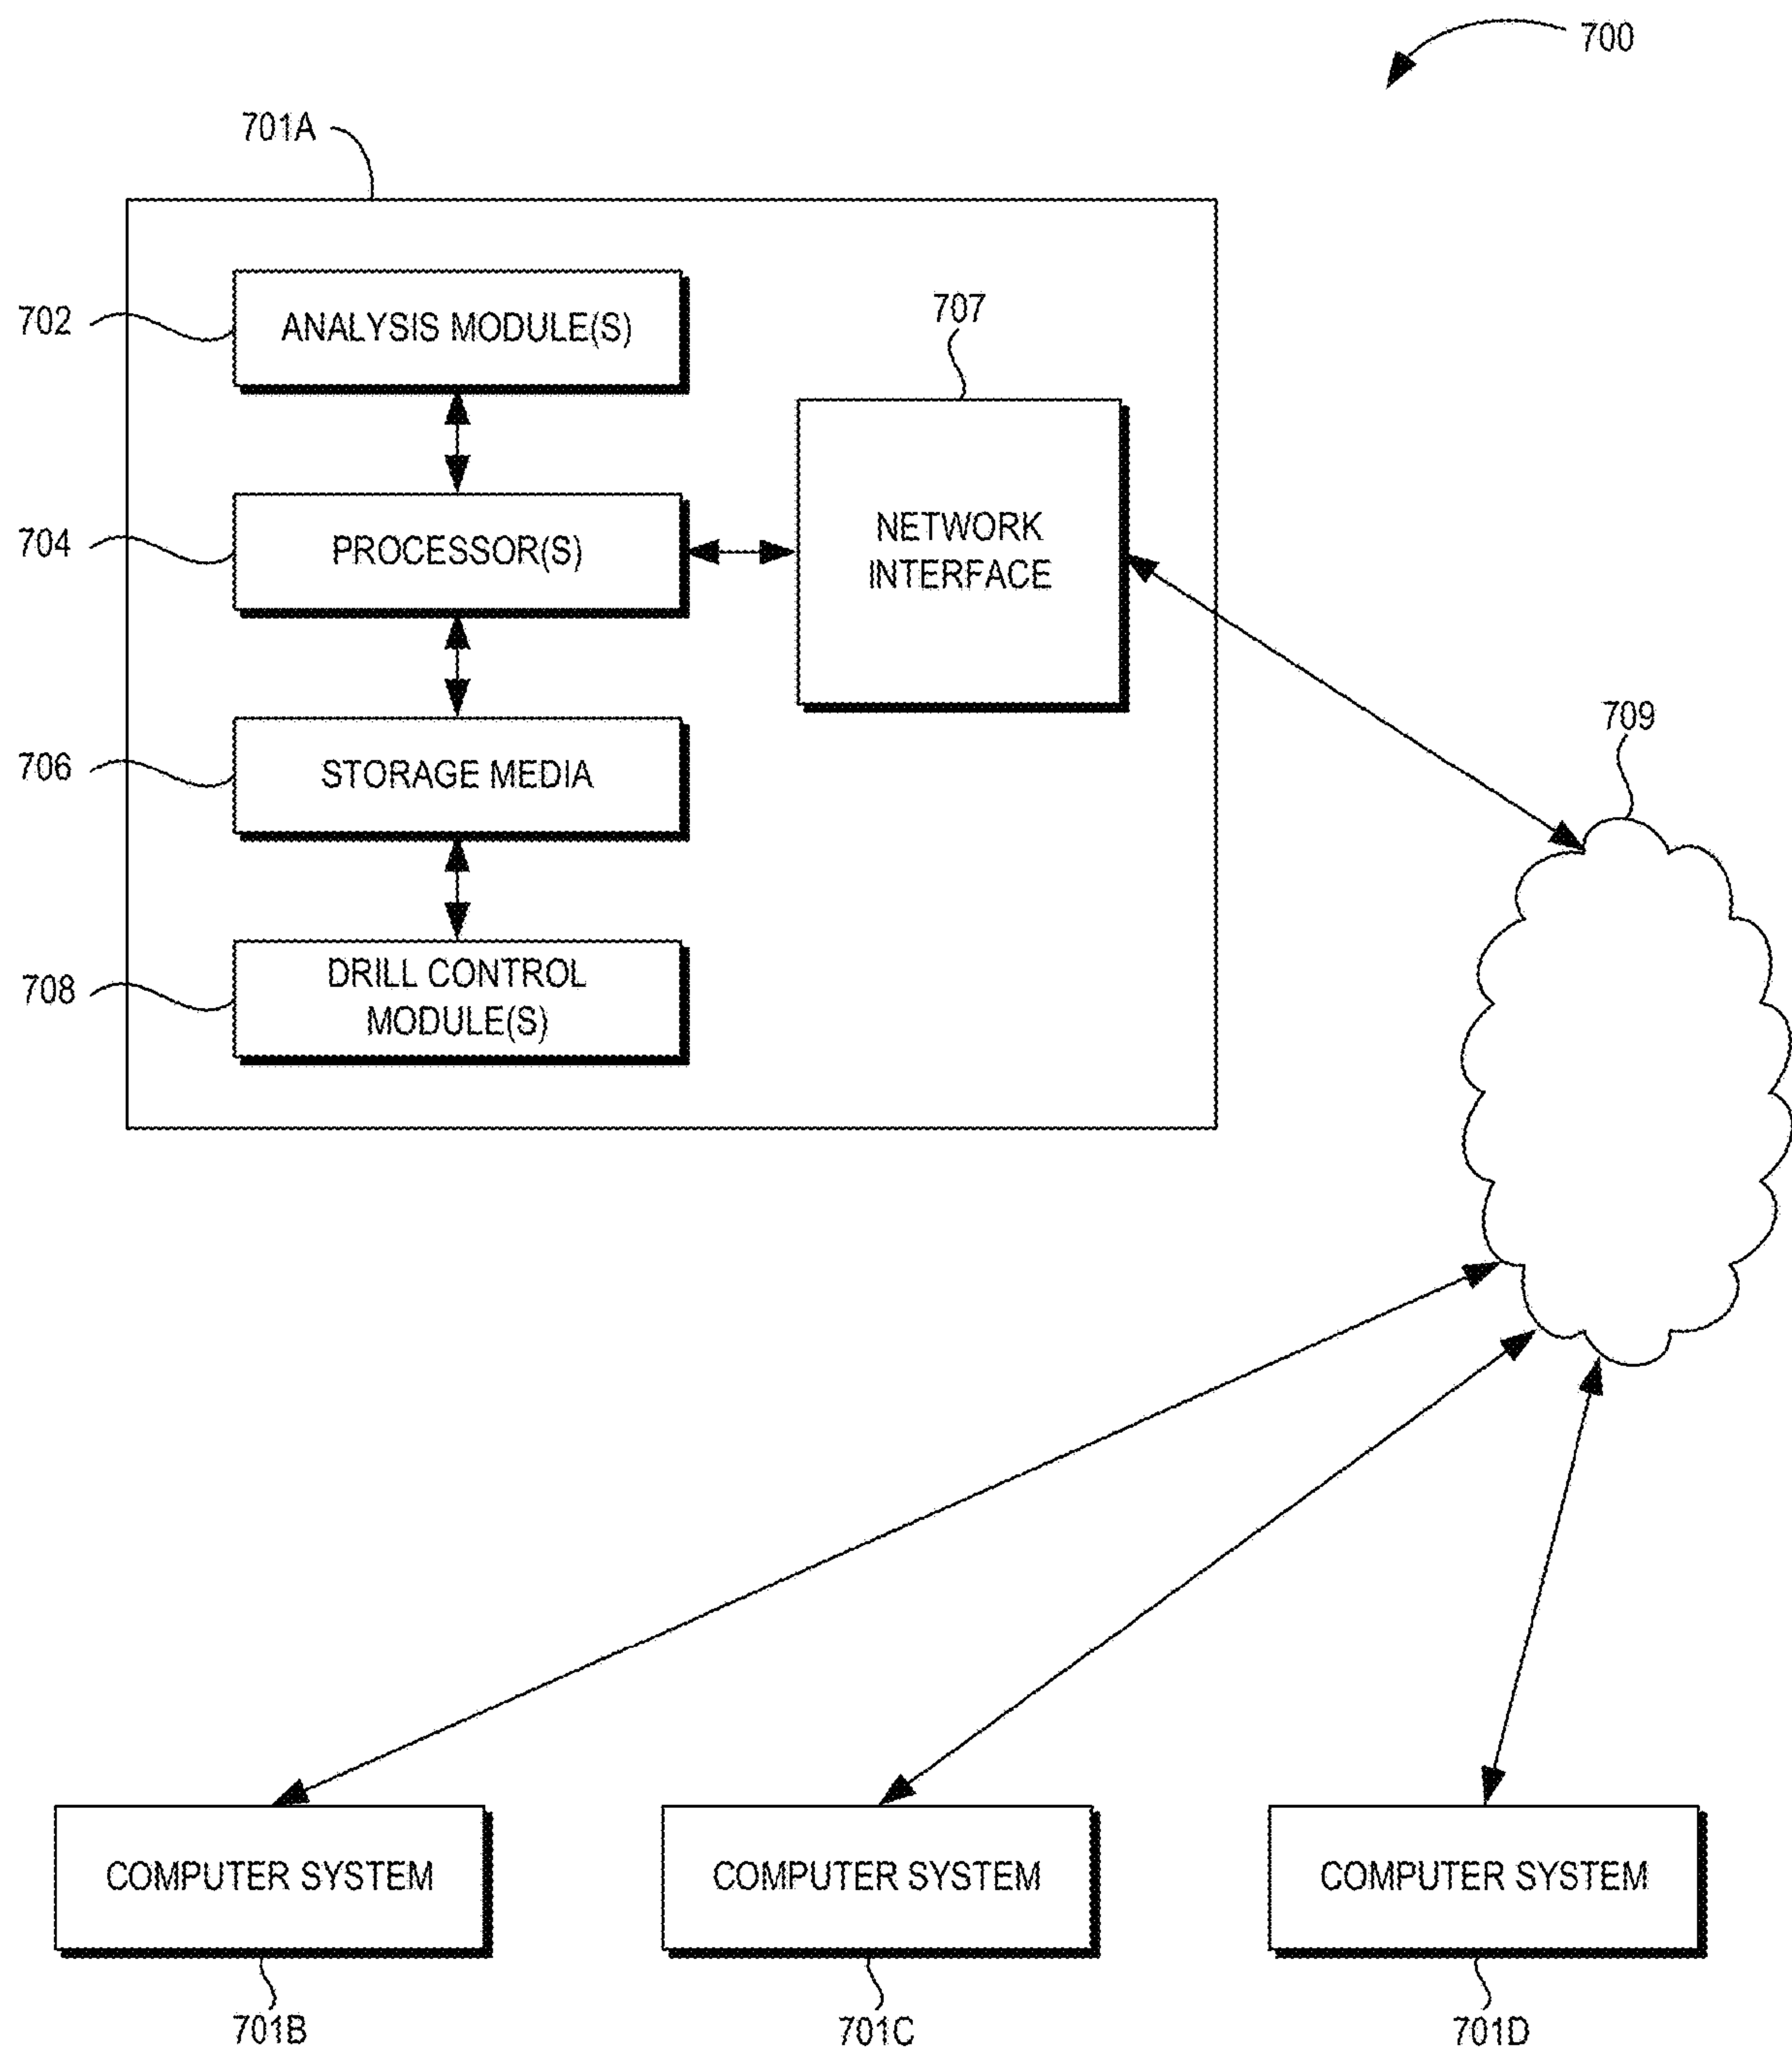 700
701A
702
ANALYSIS MODULE(S)
707
704
PROCESSOR(S)
NETWORK
INTERFACE
706
STORAGE MEDIA
709
708
DRILL CONTROL
MODULE(S)
COMPUTER SYSTEM
COMPUTER SYSTEM
COMPUTER SYSTEM
701B
701C
701D